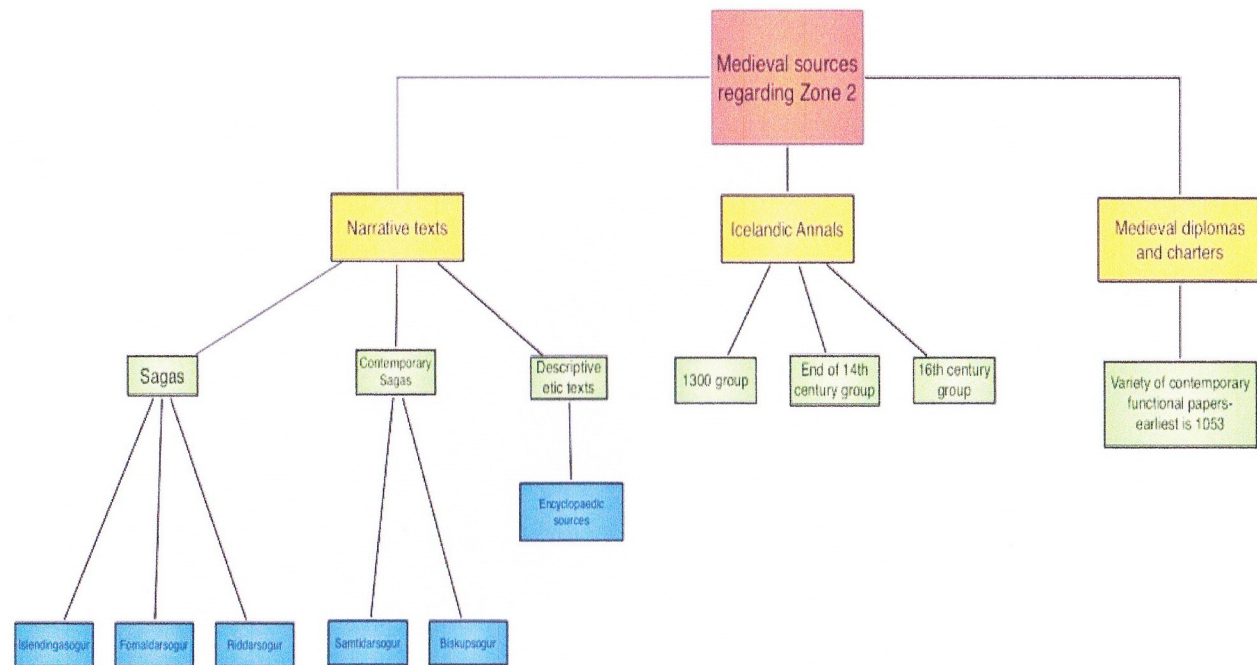 Medieval sources
regarding Zone 2
Narrative texts
Icelandic Annals
Medieval diplomas
and charters
Sagas
Contemporary
Sagas
Descriptive
etic texts
1300 group
End of 14th
century group
16th century
group
Variety of contemporary
functional papers-
earliest is 1053
Encyclopaedic
sources
Islendingasogur
Fornaldarsogur
Riddarsogur
Samtidarsogur
Biskupsogur